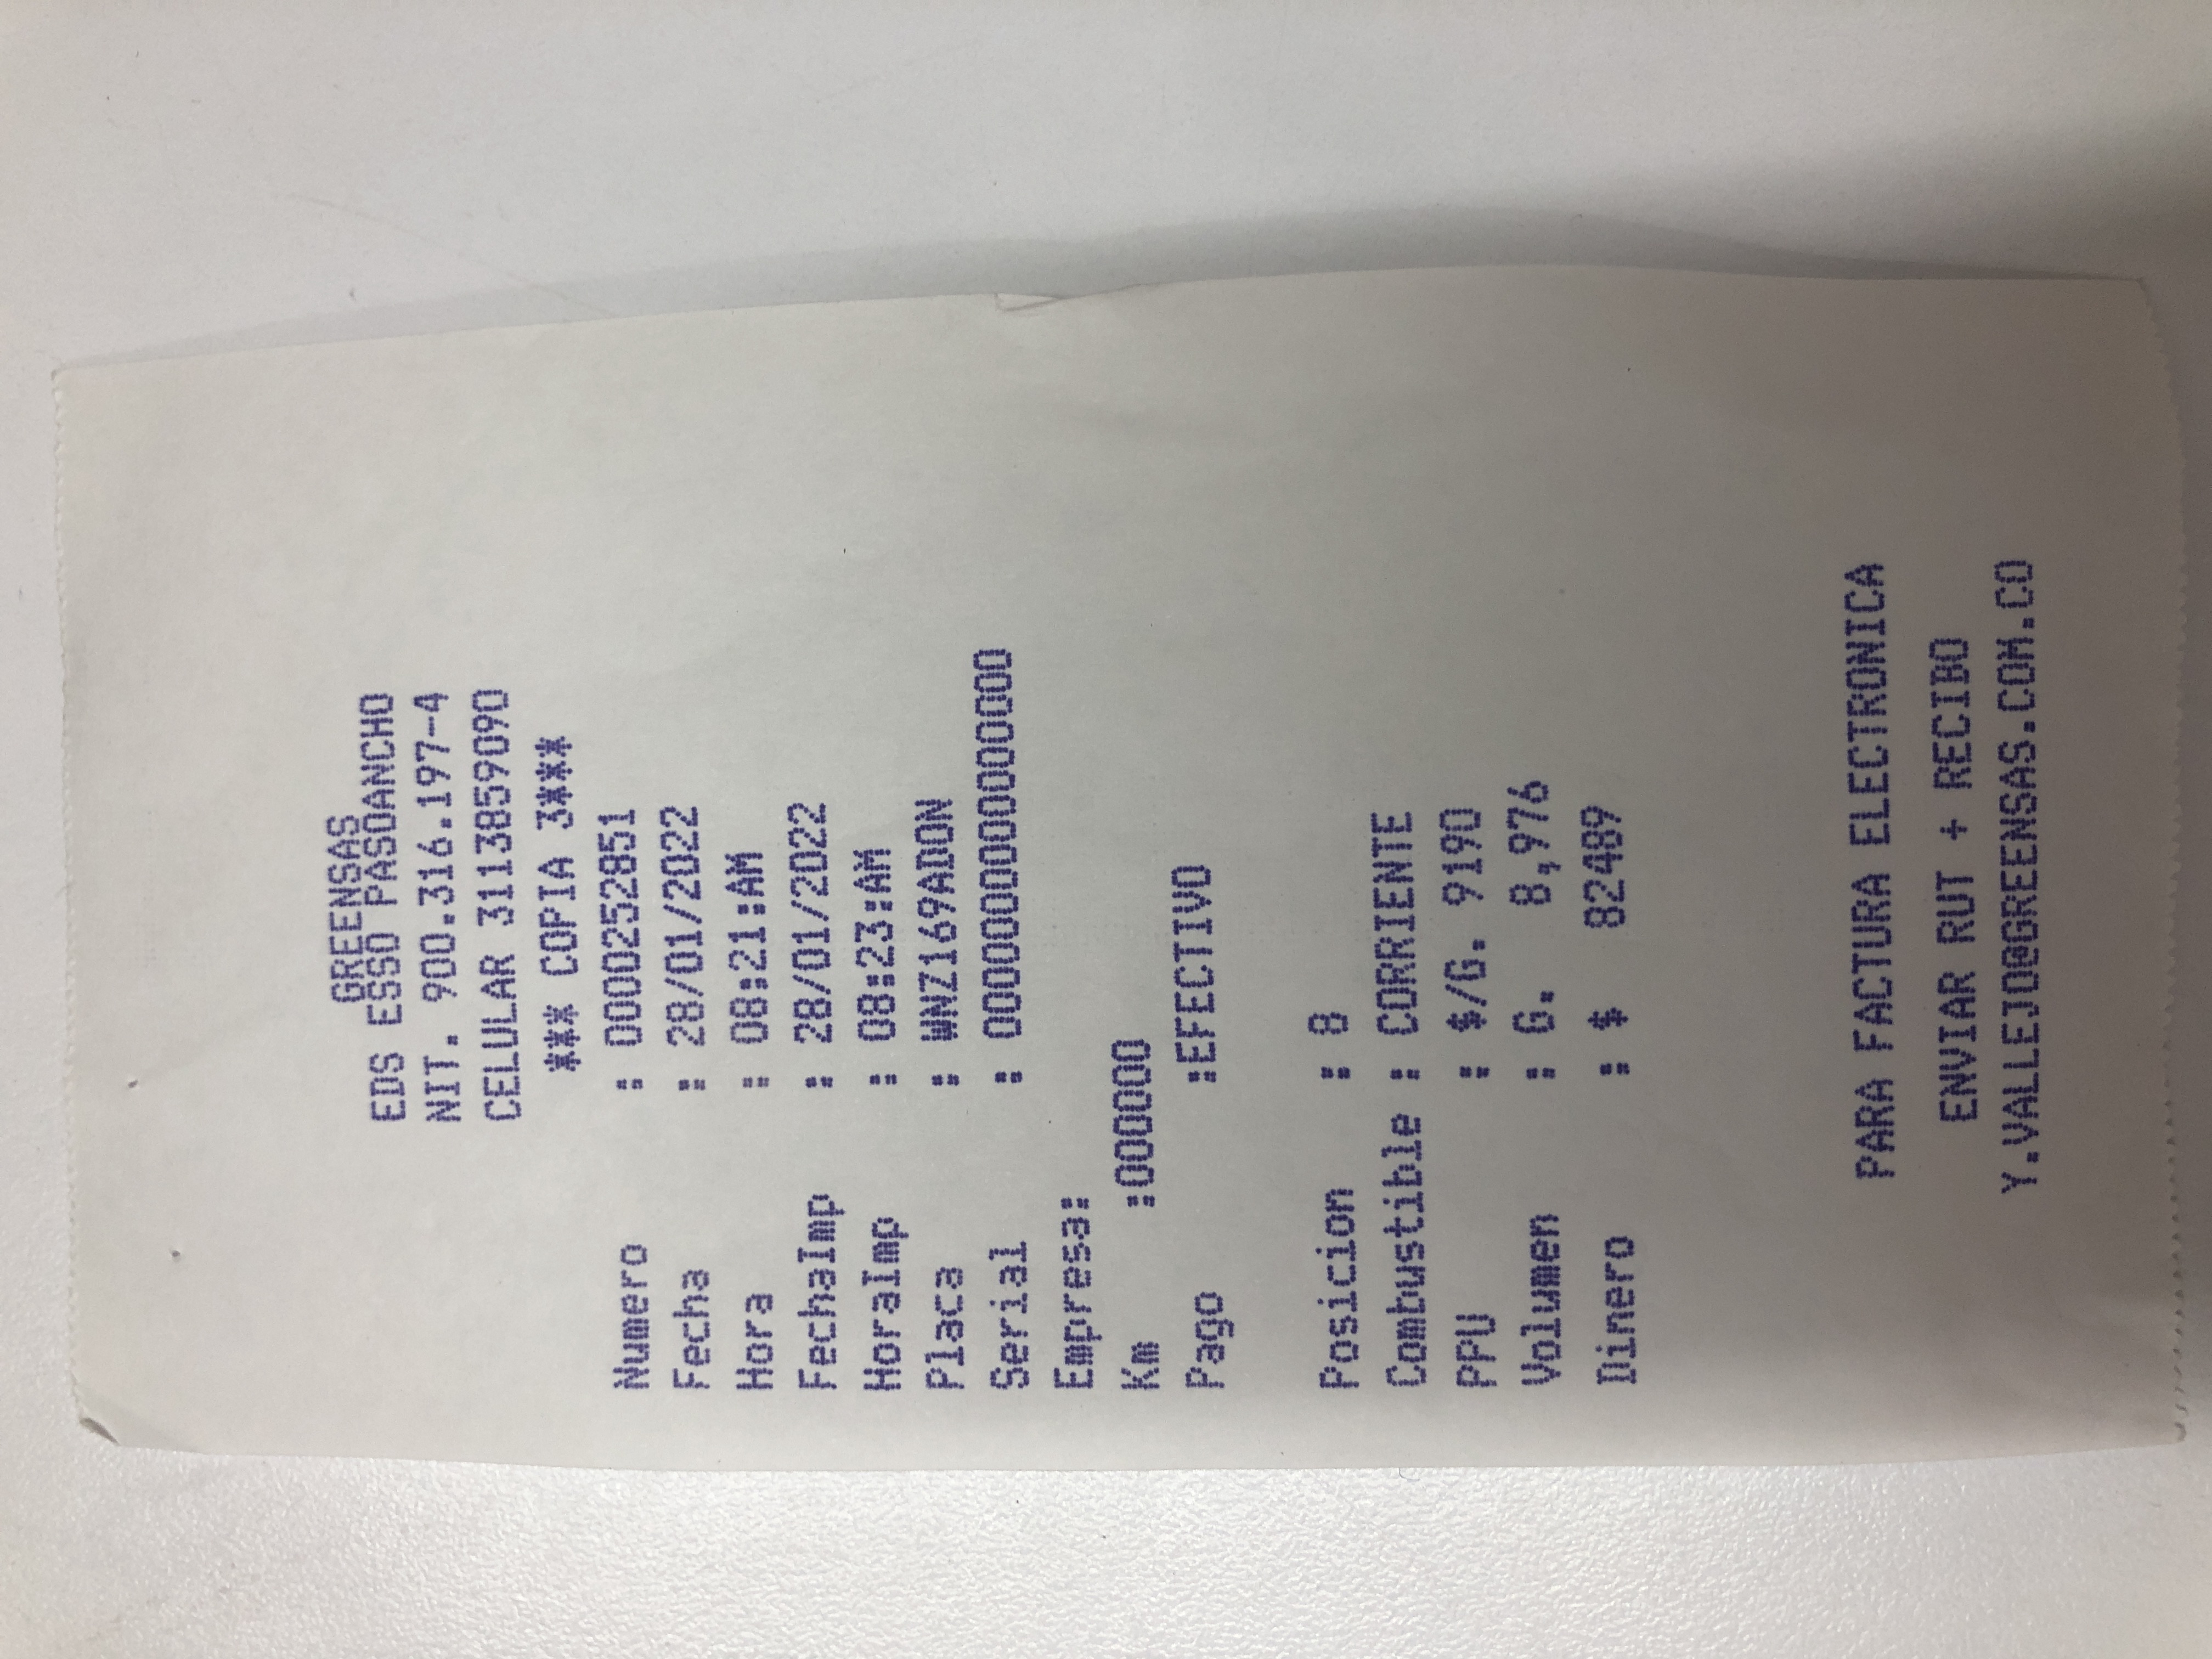 GREENSAS
EDS ESSO PASOANCHO
NIT. 900.316.197-4
CELULAR 3113859090
*** COPIA 3***
Numero : 0000252851
Fecha : 28/01/2022
Hora : 08:21:AM
FechaImp : 28/01/2022
HoraImp : 08:23:AM
Placa : WNZ169ADON
Serial : 0000000000000000
Empresa:
Km :000000
Pago :EFECTIVO
Posicion : 8
Combustible : CORRIENTE
PPU : $/G. 9190
Volumen : G. 8,976
Dinero : $ 82489
PARA FACTURA ELECTRONICA
ENVIAR RUT + RECIBO
Y.VALLEJO@GREENSAS.COM.CO